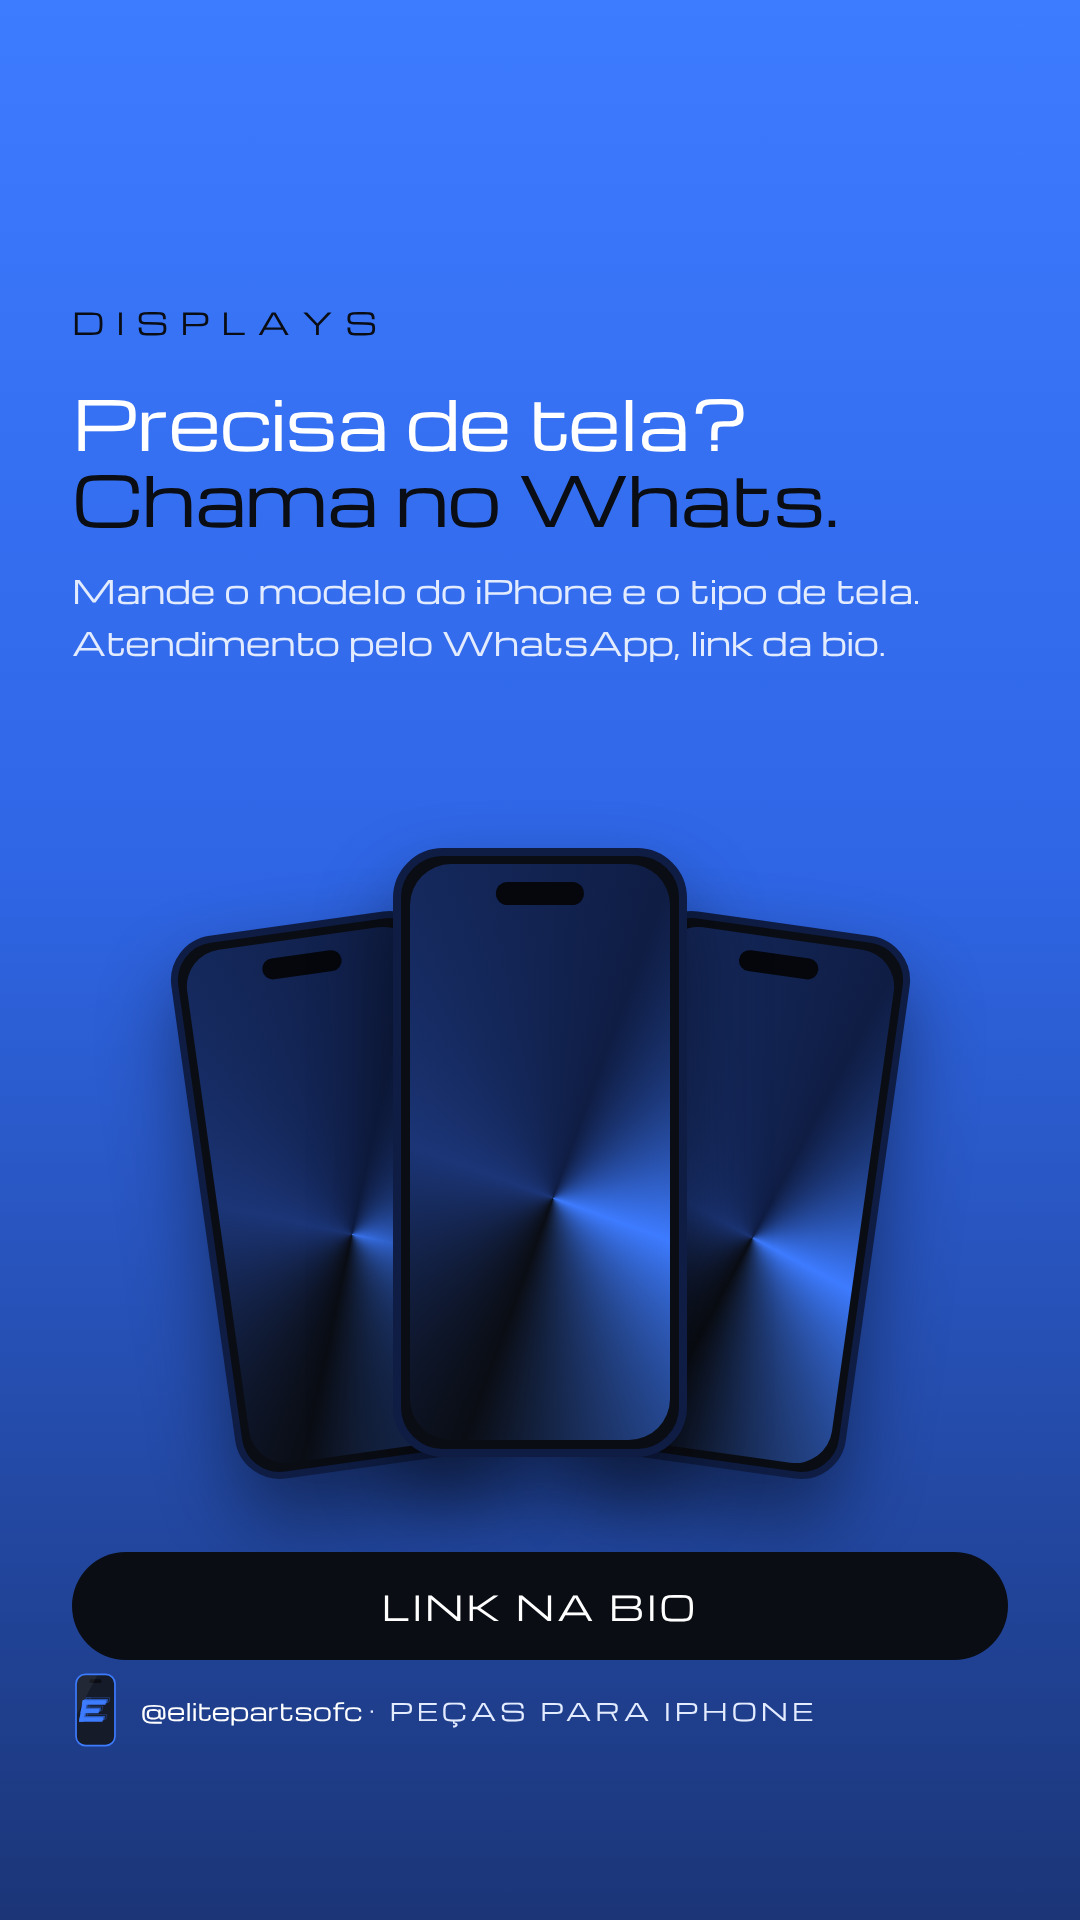 DISPLAYS
Precisa de tela?
Chama no Whats.
Mande o modelo do iPhone e o tipo de tela.
Atendimento pelo WhatsApp, link da bio.
LINK NA BIO
E
@elitepartsofc · PEÇAS PARA IPHONE